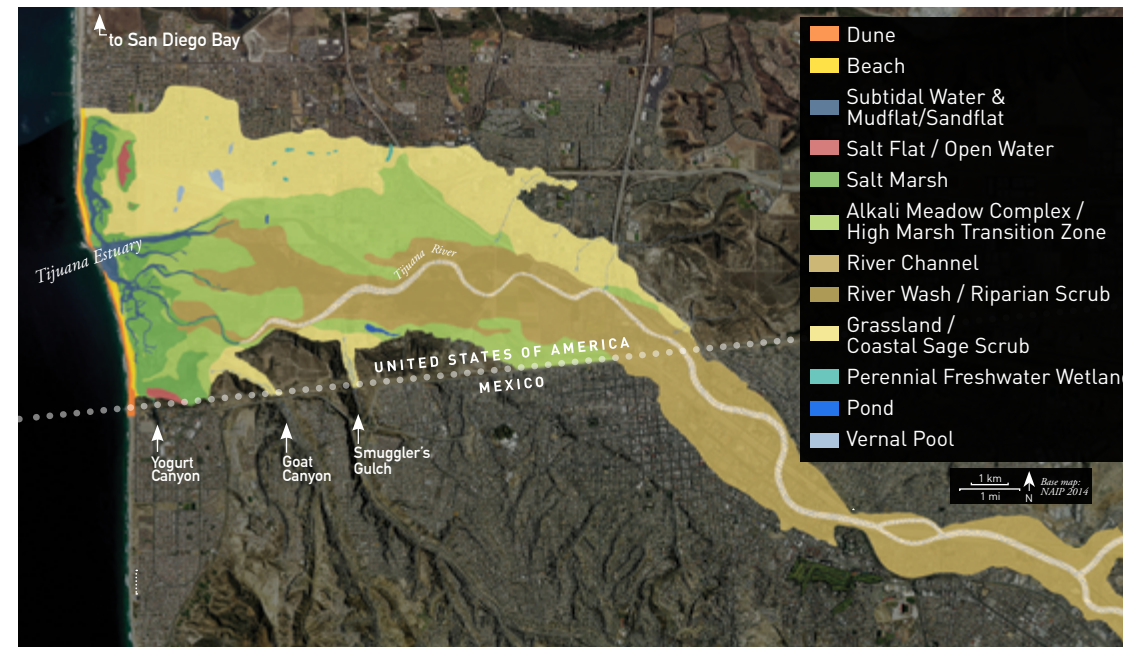 to San Diego Bay
Dune
Beach
Subtidal Water &
Mudflat/Sandflat
Salt Flat / Open Water
Salt Marsh
Alkali Meadow Complex /
High Marsh Transition Zone
River Channel
River Wash / Riparian Scrub
Grassland /
Coastal Sage Scrub
Perennial Freshwater Wetland
Pond
Vernal Pool
Tijuana Estuary
Tijuana River
UNITED STATES OF AMERICA
MEXICO
Yogurt
Canyon
Goat
Canyon
Smuggler's
Gulch
1 km
1 mi
N
Base map:
NAIP 2014